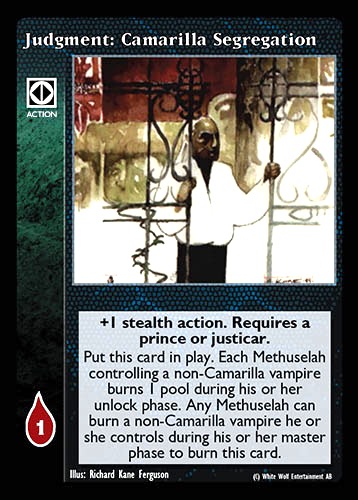 Judgment: Camarilla Segregation
ACTION
+1 stealth action. Requires a
prince or justicar.
Put this card in play. Each Methuselah
controlling a non-Camarilla vampire
burns 1 pool during his or her
unlock phase. Any Methuselah can
burn a non-Camarilla vampire he or
she controls during his or her master
phase to burn this card.
1
Illus: Richard Kane Ferguson
(C) White Wolf Entertainment AB